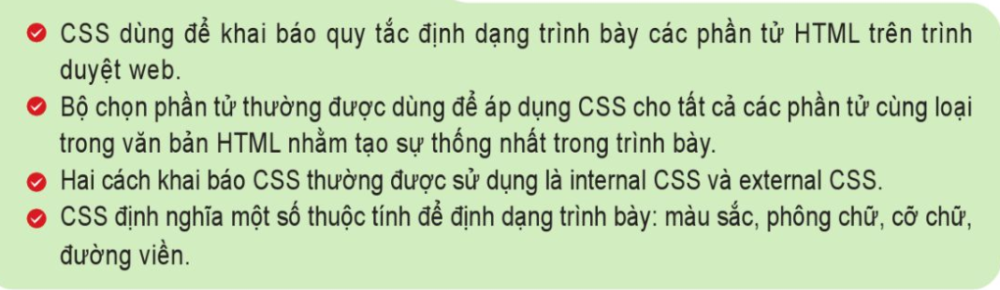 CSS dùng để khai báo quy tắc định dạng trình bày các phần tử HTML trên trình
duyệt web.
Bộ chọn phần tử thường được dùng để áp dụng CSS cho tất cả các phần tử cùng loại
trong văn bản HTML nhằm tạo sự thống nhất trong trình bày.
Hai cách khai báo CSS thường được sử dụng là internal CSS và external CSS.
CSS định nghĩa một số thuộc tính để định dạng trình bày: màu sắc, phông chữ, cỡ chữ,
đường viền.